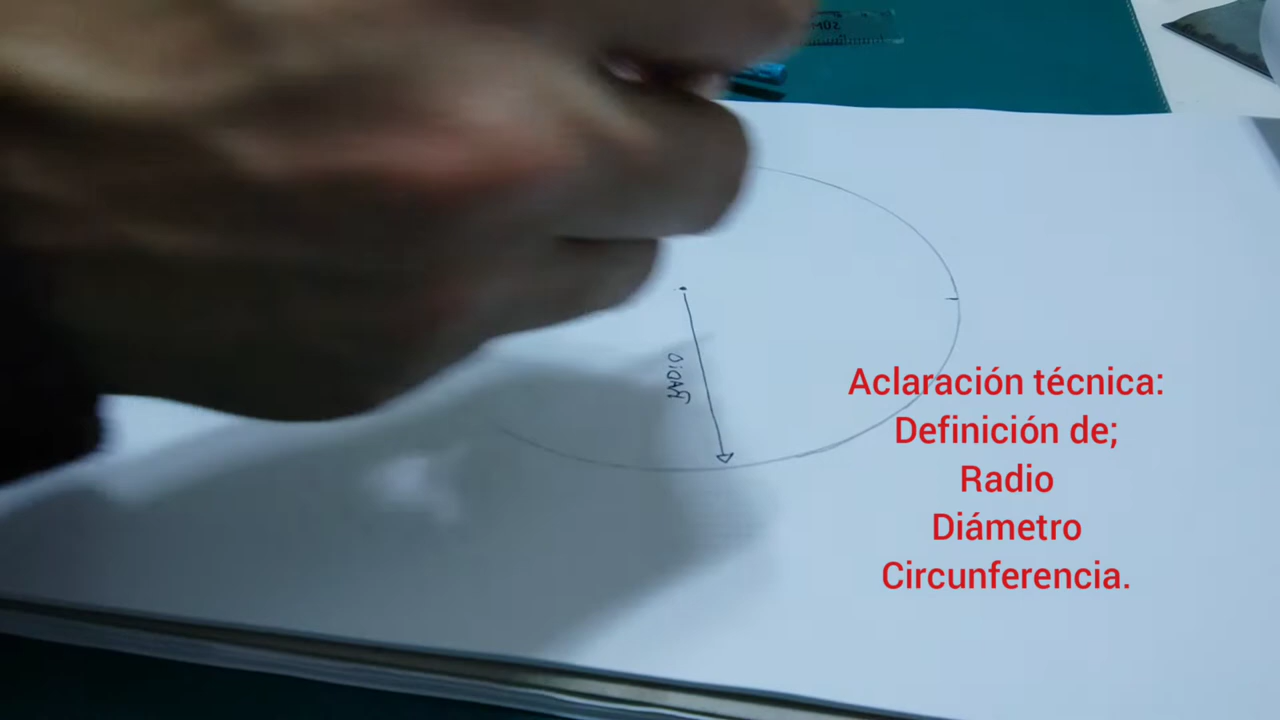 RADIO
Aclaración técnica:
Definición de;
Radio
Diámetro
Circunferencia.